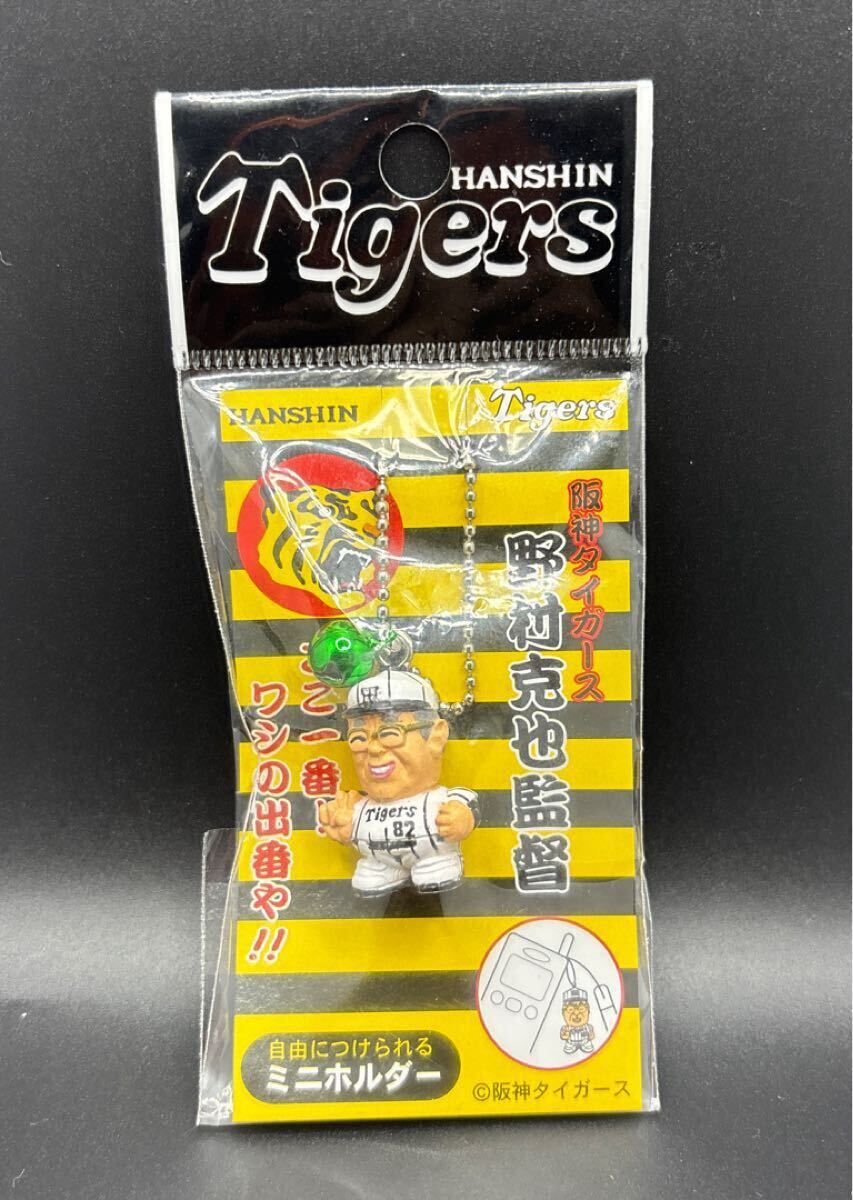 HANSHIN
Tigers
HANSHIN
Tigers
阪神タイガース
野村克也監督
ここ一番!
ワシの出番や!!
Tigers
82
自由につけられる
ミニホルダー
©阪神タイガース